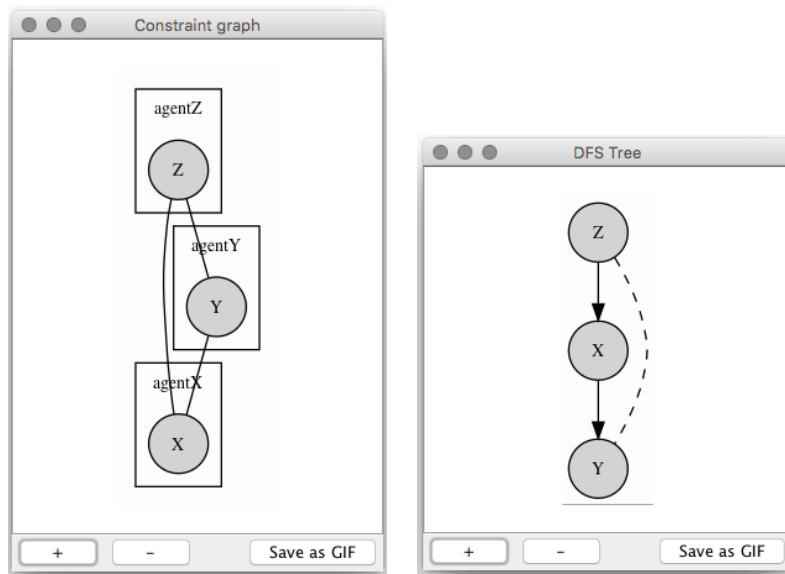 Constraint graph
agentZ
Z
agentY
Y
agentX
X
+
-
Save as GIF
DFS Tree
Z
X
Y
+
-
Save as GIF